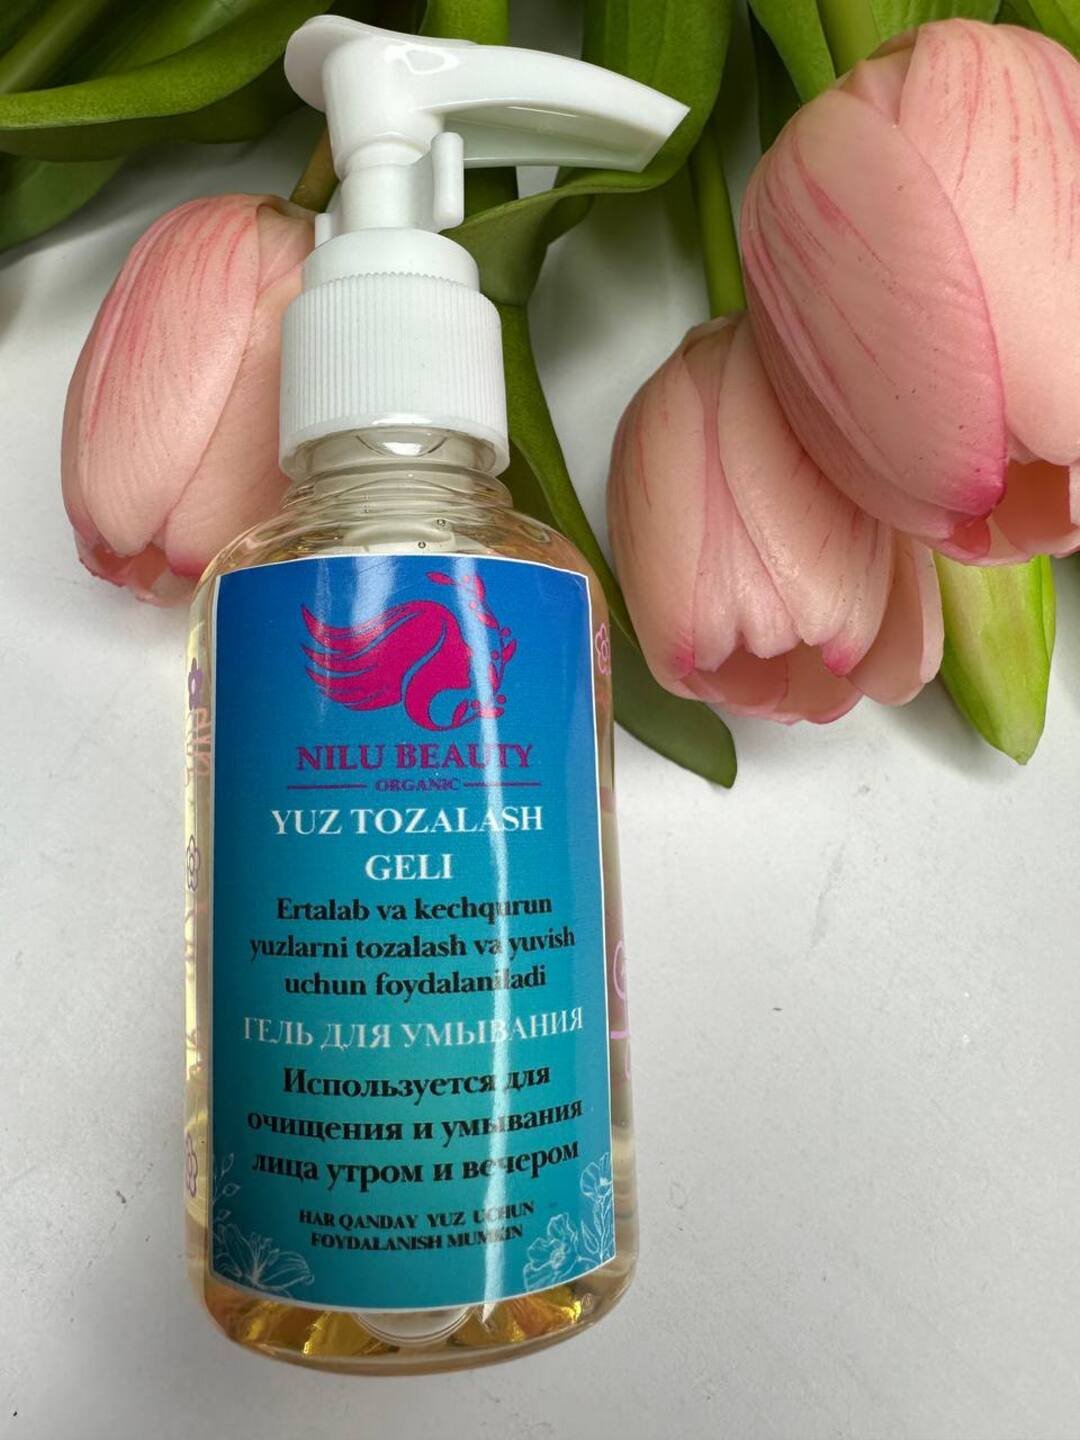 NILU BEAUTY
ORGANIC
YUZ TOZALASH
GELI
Ertalab va kechqurun
yuzlarni tozalash va yuvish
uchun foydalaniladi
ГЕЛЬ ДЛЯ УМЫВАНИЯ
Используется для
очищения и умывания
лица утром и вечером
HAR QANDAY YUZ UCHUN
FOYDALANISH MUMKIN